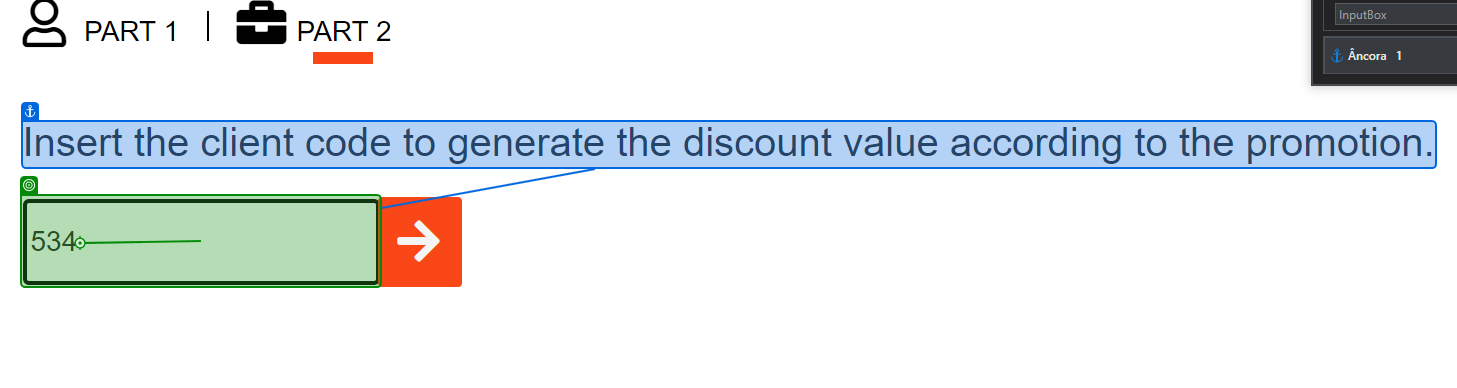 PART 1 | PART 2
InputBox
Âncora 1
Insert the client code to generate the discount value according to the promotion.
534